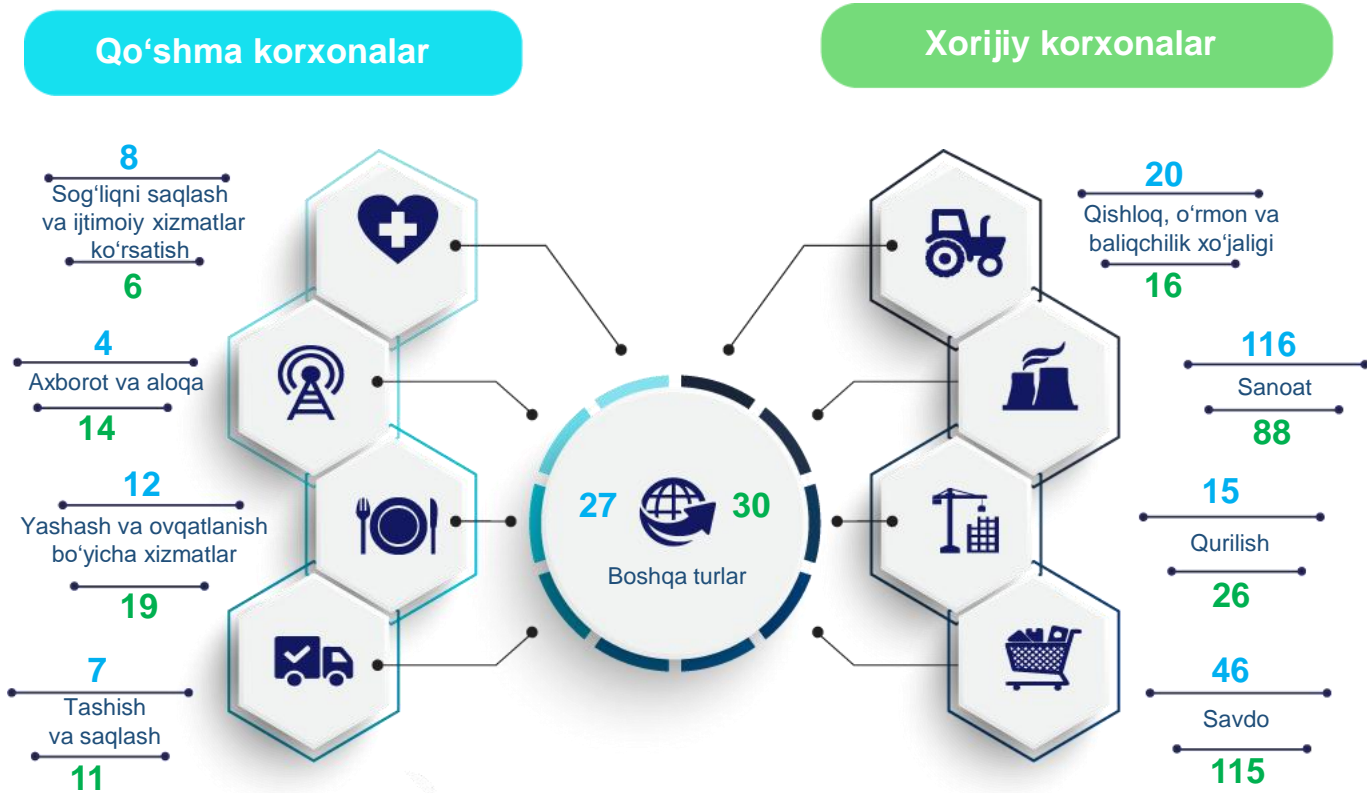 Qo‘shma korxonalar
Xorijiy korxonalar
8
Sog‘liqni saqlash
va ijtimoiy xizmatlar
ko‘rsatish
6
4
Axborot va aloqa
14
12
Yashash va ovqatlanish
bo‘yicha xizmatlar
19
7
Tashish
va saqlash
11
27
30
Boshqa turlar
20
Qishloq, o‘rmon va
baliqchilik xo‘jaligi
16
116
Sanoat
88
15
Qurilish
26
46
Savdo
115